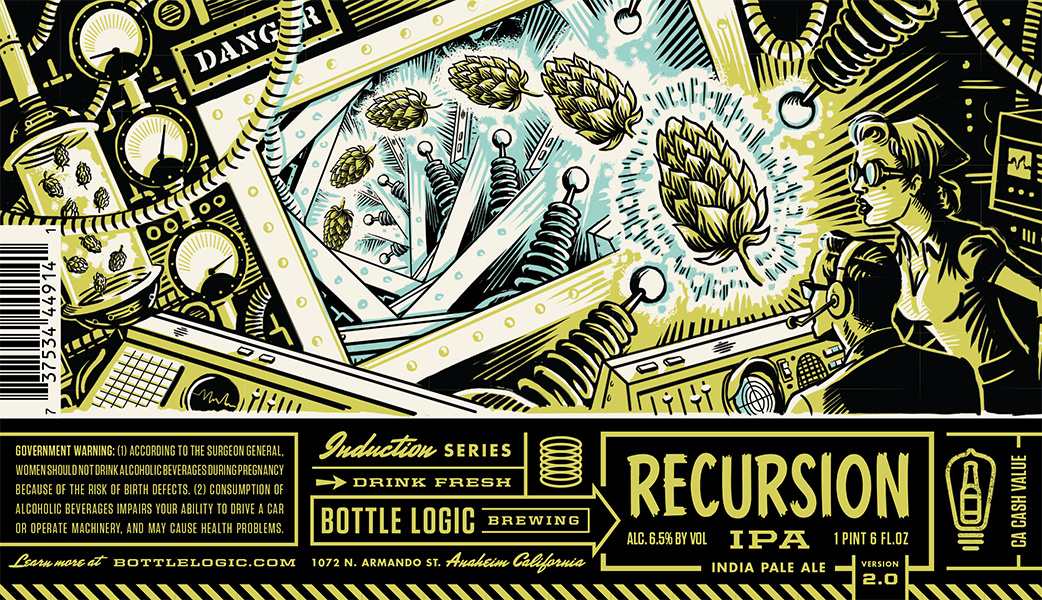 DANGER
7 37534 44914 1
GOVERNMENT WARNING: (1) ACCORDING TO THE SURGEON GENERAL,
WOMEN SHOULD NOT DRINK ALCOHOLIC BEVERAGES DURING PREGNANCY
BECAUSE OF THE RISK OF BIRTH DEFECTS. (2) CONSUMPTION OF
ALCOHOLIC BEVERAGES IMPAIRS YOUR ABILITY TO DRIVE A CAR
OR OPERATE MACHINERY, AND MAY CAUSE HEALTH PROBLEMS.
Learn more at BOTTLELOGIC.COM
Induction SERIES
DRINK FRESH
BOTTLE LOGIC BREWING
1072 N. ARMANDO ST. Anaheim California
RECURSION
ALC. 6.5% BY VOL IPA 1 PINT 6 FL.OZ
INDIA PALE ALE
VERSION
2.0
CA CASH VALUE